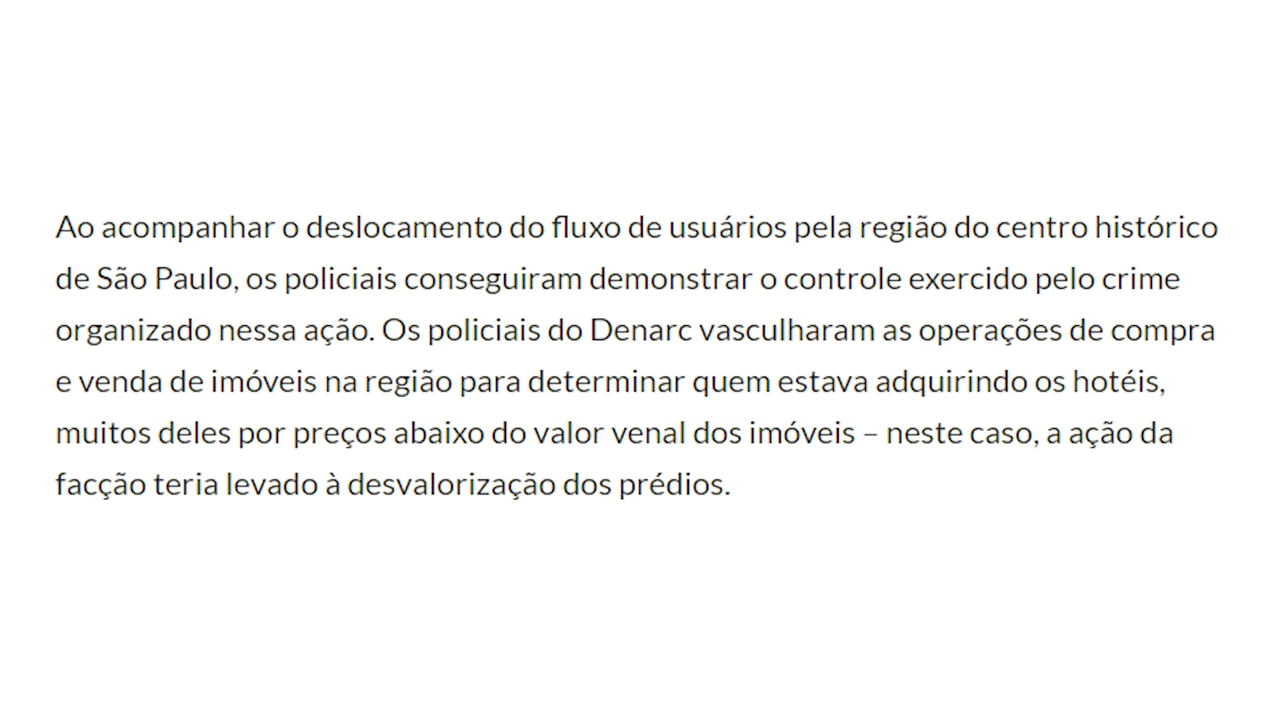 Ao acompanhar o deslocamento do fluxo de usuários pela região do centro histórico
de São Paulo, os policiais conseguiram demonstrar o controle exercido pelo crime
organizado nessa ação. Os policiais do Denarc vasculharam as operações de compra
e venda de imóveis na região para determinar quem estava adquirindo os hotéis,
muitos deles por preços abaixo do valor venal dos imóveis – neste caso, a ação da
facção teria levado à desvalorização dos prédios.